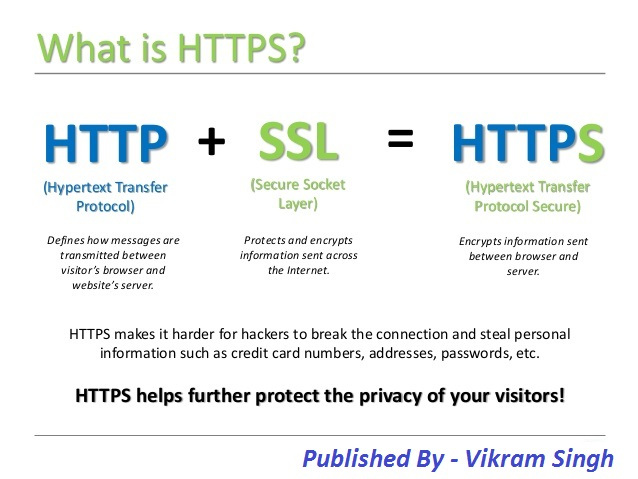 What is HTTPS?
HTTP + SSL = HTTPS
(Hypertext Transfer
Protocol)
(Secure Socket
Layer)
(Hypertext Transfer
Protocol Secure)
Defines how messages are
transmitted between
visitor's browser and
website's server.
Protects and encrypts
information sent across
the Internet.
Encrypts information sent
between browser and
server.
HTTPS makes it harder for hackers to break the connection and steal personal
information such as credit card numbers, addresses, passwords, etc.
HTTPS helps further protect the privacy of your visitors!
Published By - Vikram Singh